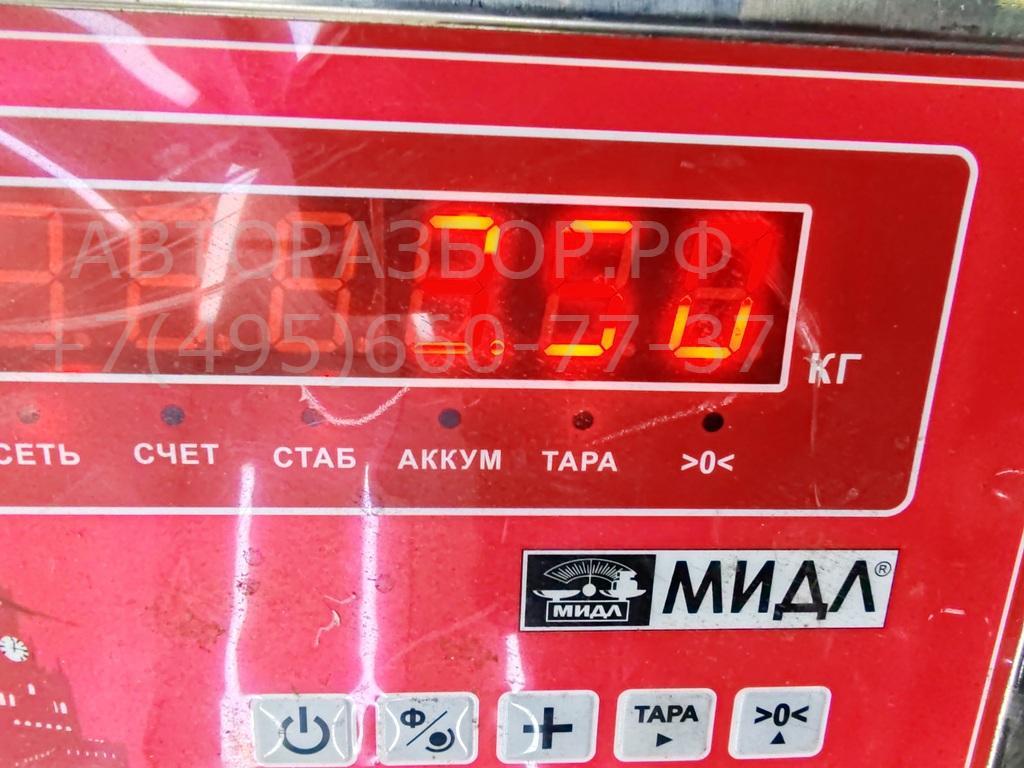 АВТОРАЗБОР.РФ
+7(495)660-77-37
КГ
СЕТЬ СЧЕТ СТАБ АККУМ ТАРА >0<
МИДЛ МИДЛ®
Ф ТАРА >0<